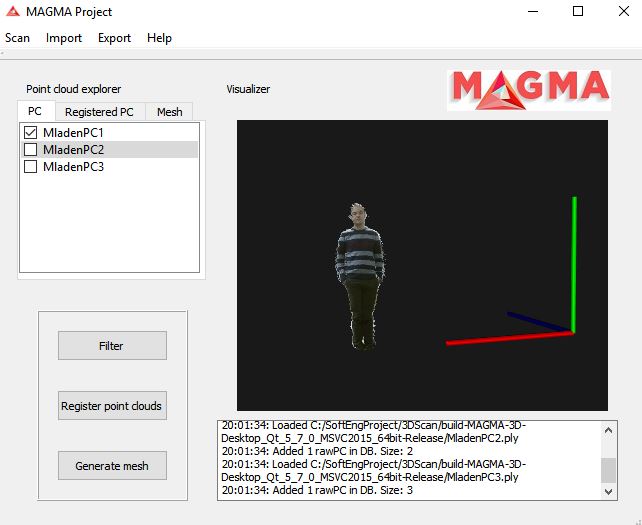 MAGMA Project
Scan Import Export Help
Point cloud explorer
Visualizer
MAGMA
PC Registered PC Mesh
MladenPC1
MladenPC2
MladenPC3
Filter
Register point clouds
Generate mesh
20:01:34: Loaded C:/SoftEngProject/3DScan/build-MAGMA-3D-
Desktop_Qt_5_7_0_MSVC2015_64bit-Release/MladenPC2.ply
20:01:34: Added 1 rawPC in DB. Size: 2
20:01:34: Loaded C:/SoftEngProject/3DScan/build-MAGMA-3D-
Desktop_Qt_5_7_0_MSVC2015_64bit-Release/MladenPC3.ply
20:01:34: Added 1 rawPC in DB. Size: 3